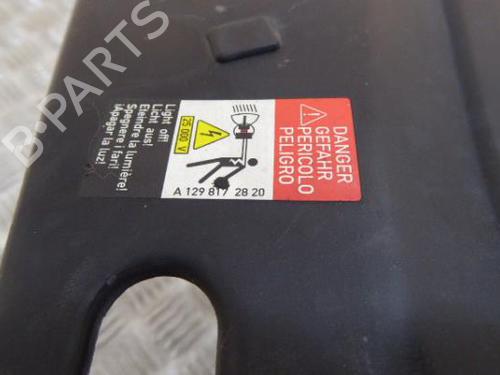 B-PARTS
DANGER
GEFAHR
PERICOLO
PELIGRO
25 000 V
A 129 817 28 20
Light off!
Licht aus!
Eteindre la lumière!
Spegnere i fari!
¡Apagar la luz!